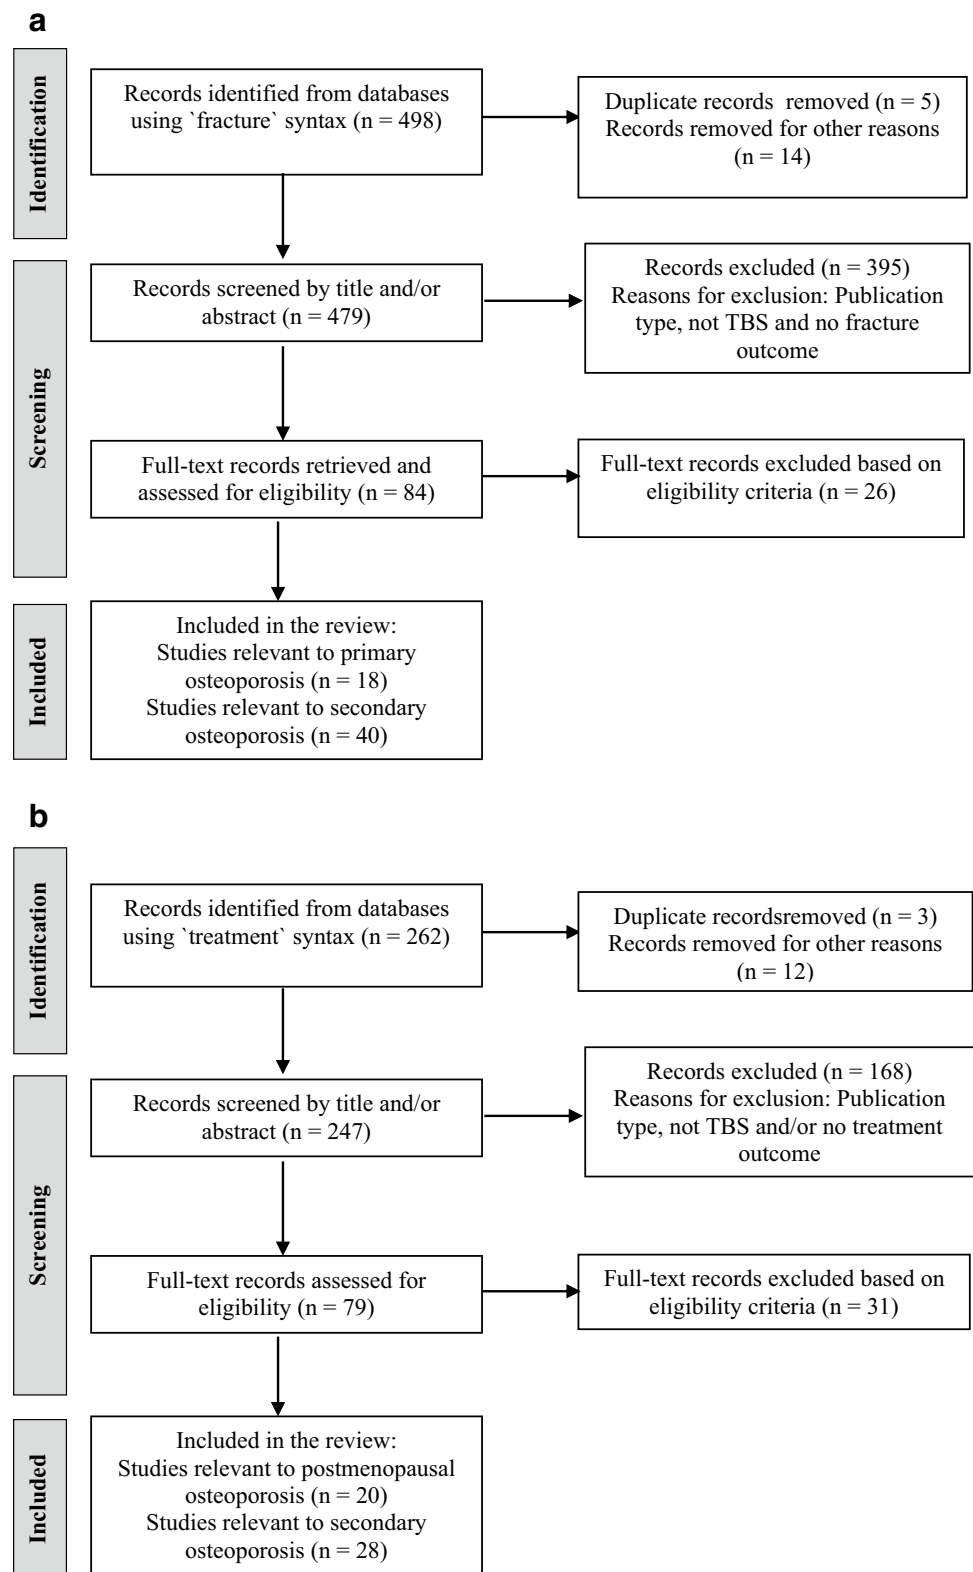 a
Identification
Records identified from databases
using `fracture` syntax (n = 498)
Duplicate records  removed (n = 5)
Records removed for other reasons
(n = 14)
Screening
Records screened by title and/or
abstract (n = 479)
Records excluded (n = 395)
Reasons for exclusion: Publication
type, not TBS and no fracture
outcome
Full-text records retrieved and
assessed for eligibility (n = 84)
Full-text records excluded based on
eligibility criteria (n = 26)
Included
Included in the review:
Studies relevant to primary
osteoporosis (n = 18)
Studies relevant to secondary
osteoporosis (n = 40)
b
Identification
Records identified from databases
using `treatment` syntax (n = 262)
Duplicate recordsremoved (n = 3)
Records removed for other reasons
(n = 12)
Screening
Records screened by title and/or
abstract (n = 247)
Records excluded (n = 168)
Reasons for exclusion: Publication
type, not TBS and/or no treatment
outcome
Full-text records assessed for
eligibility (n = 79)
Full-text records excluded based on
eligibility criteria (n = 31)
Included
Included in the review:
Studies relevant to postmenopausal
osteoporosis (n = 20)
Studies relevant to secondary
osteoporosis (n = 28)